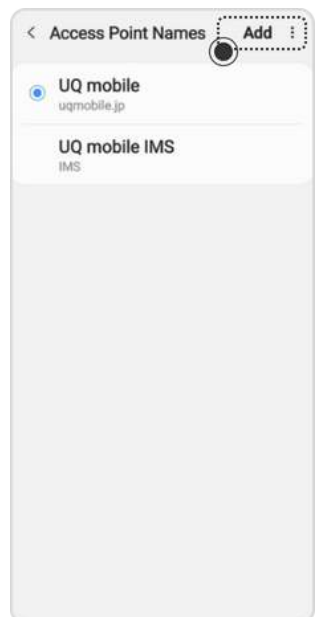 Access Point Names Add
UQ mobile
uqmobile.jp
UQ mobile IMS
IMS